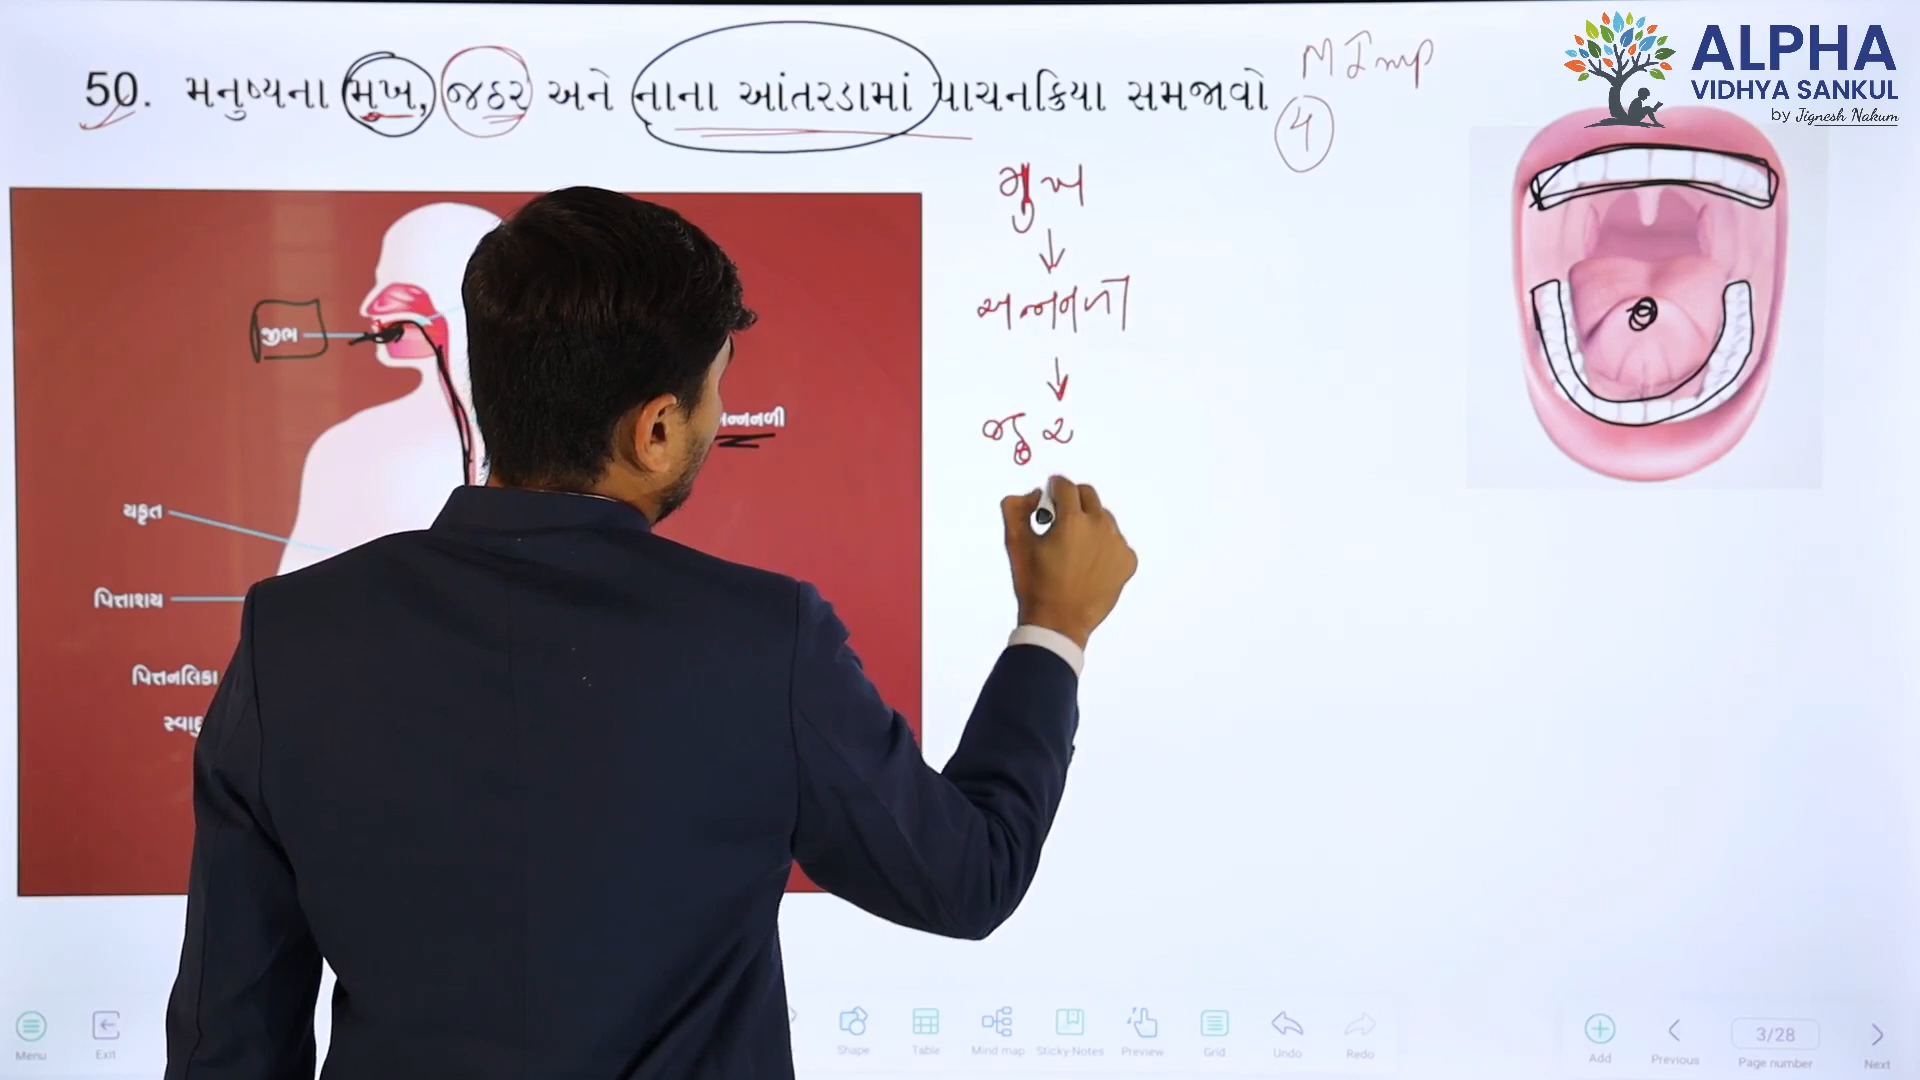 ALPHA
VIDHYA SANKUL
by Jignesh Nakum
50. મનુષ્યના મુખ, જઠર અને નાના આંતરડામાં પાચનક્રિયા સમજાવો
M Imp
4
મુખ
અન્નનળી
જઠર
જીભ
અન્નનળી
યકૃત
પિત્તાશય
પિત્તનલિકા
Menu
Exit
Shape
Table
Mind map
Sticky Notes
Preview
Grid
Undo
Redo
Add
Previous
3/28
Page number
Next